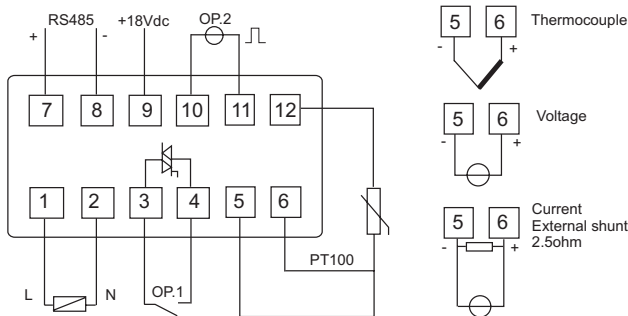 RS485 +18Vdc OP.2
+ -
7 8 9 10 11 12
1 2 3 4 5 6
PT100
L N OP.1
5 6 Thermocouple
- +
5 6 Voltage
- +
5 6 Current
External shunt
2.5ohm
- +